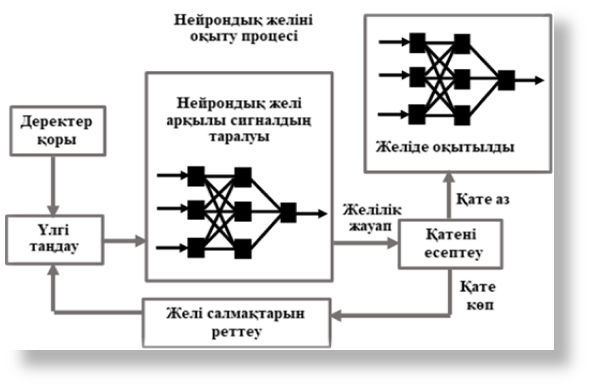 Нейрондық желіні
оқыту процесі
Деректер
қоры
Үлгі
таңдау
Нейрондық желі
арқылы сигналдың
таралуы
Желілік
жауап
Қатені
есептеу
Қате аз
Желіде оқытылды
Қате
көп
Желі салмақтарын
реттеу